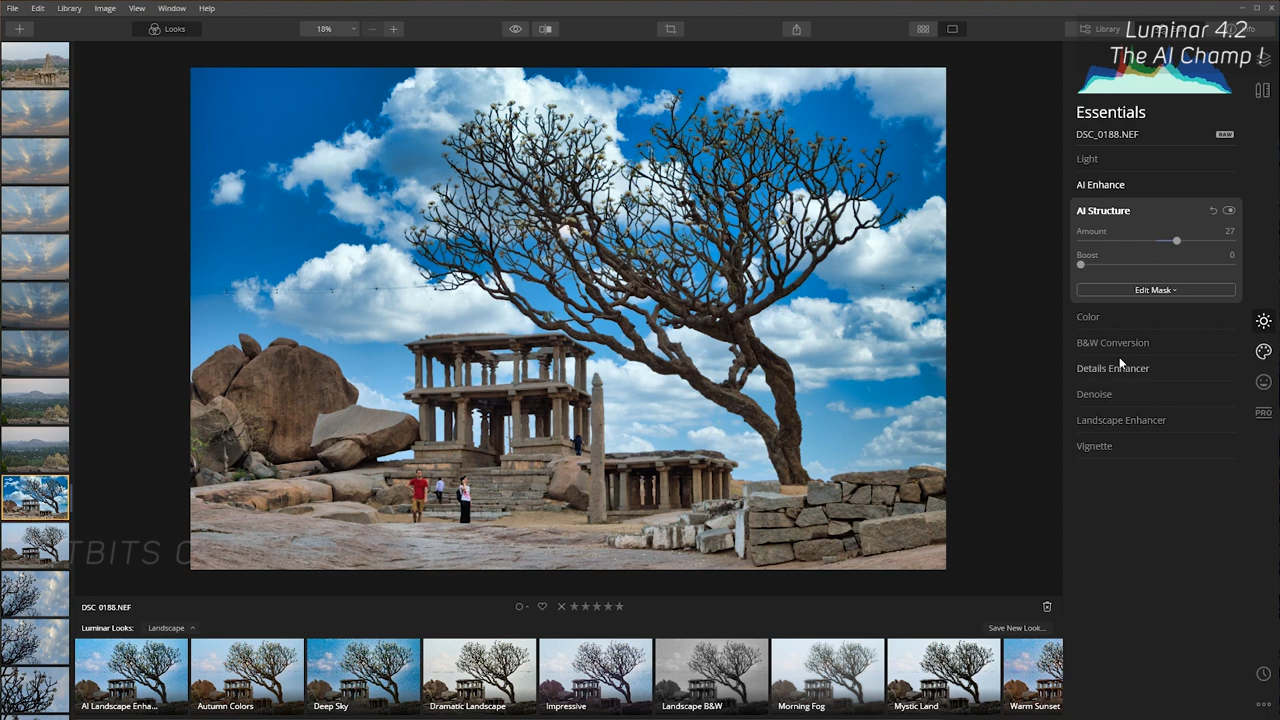 File Edit Library Image View Window Help
Looks
18%
Library
Info
Luminar 4.2
The AI Champ !
Essentials
DSC_0188.NEF RAW
Light
AI Enhance
AI Structure
Amount 27
Boost 0
Edit Mask
Color
B&W Conversion
Details Enhancer
Denoise
Landscape Enhancer
Vignette
PRO
TBITS
DSC_0188.NEF
Luminar Looks: Landscape
Save New Look...
AI Landscape Enha...
Autumn Colors
Deep Sky
Dramatic Landscape
Impressive
Landscape B&W
Morning Fog
Mystic Land
Warm Sunset